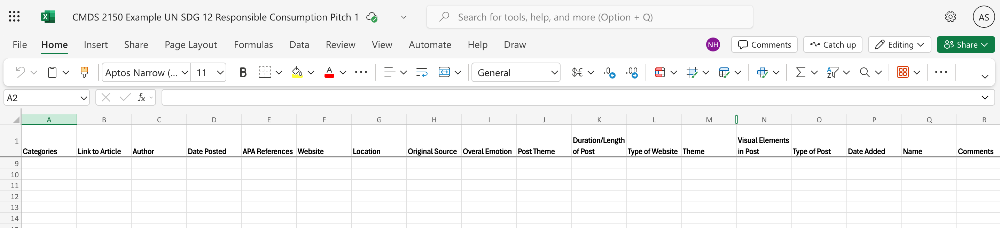 CMDS 2150 Example UN SDG 12 Responsible Consumption Pitch 1
Search for tools, help, and more (Option + Q)
AS
File Home Insert Share Page Layout Formulas Data Review View Automate Help Draw
NH Comments Catch up Editing Share
Aptos Narrow (... 11 B A General $€ .0 .00
A2 fx
A B C D E F G H I J K L M N O P Q R
1 Categories Link to Article Author Date Posted APA References Website Location Original Source Overal Emotion Post Theme Duration/Length of Post Type of Website Theme Visual Elements in Post Type of Post Date Added Name Comments
9
10
11
12
13
14